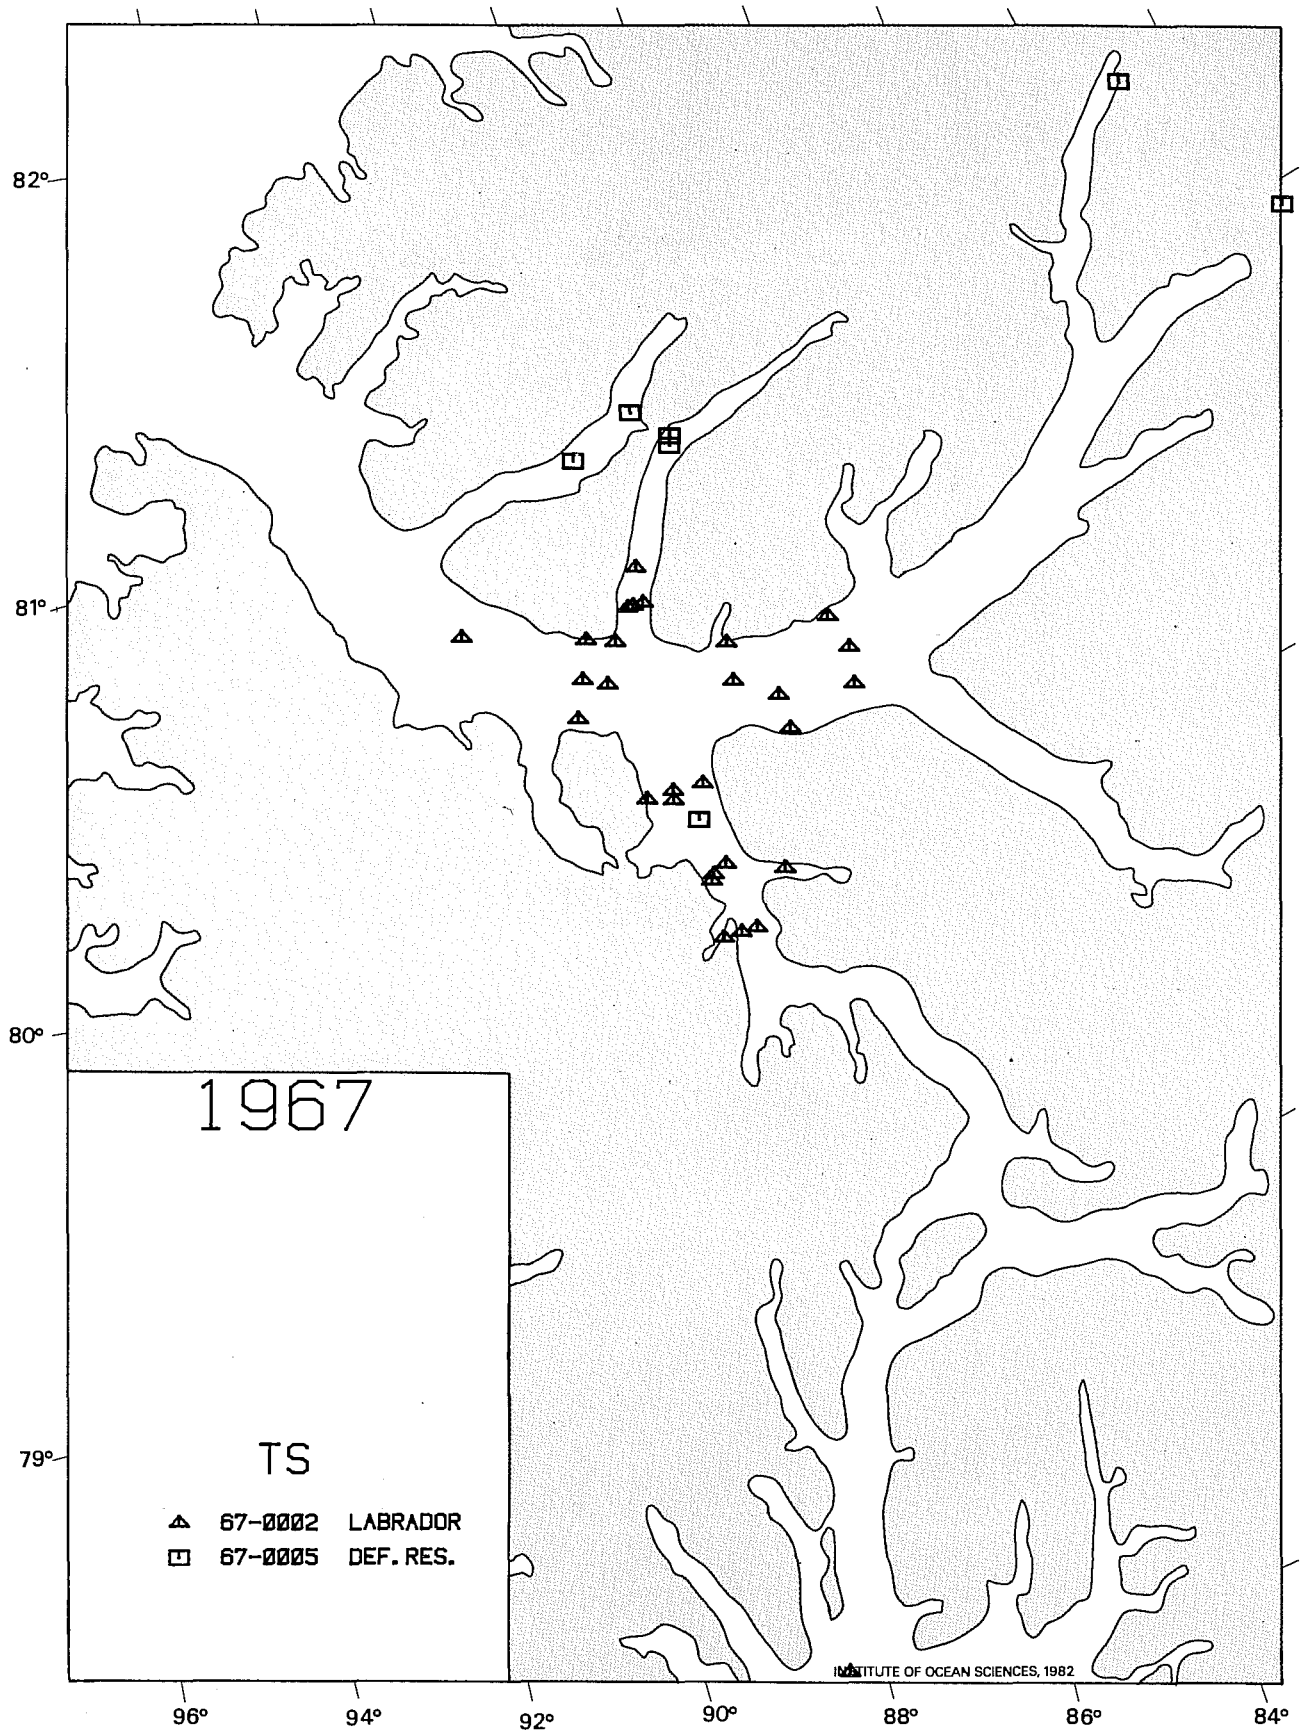 82°
81°
80°
1967
79°
TS
67-0002 LABRADOR
67-0005 DEF. RES.
INSTITUTE OF OCEAN SCIENCES, 1982
96° 94° 92° 90° 88° 86° 84°